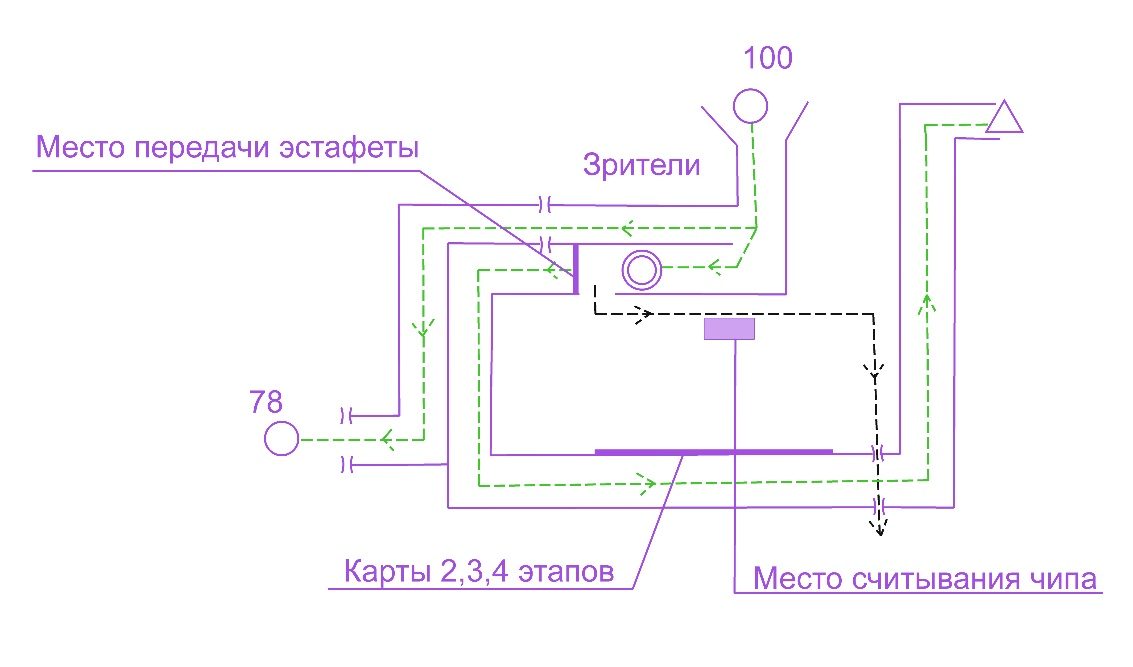 100
Место передачи эстафеты
Зрители
78
Карты 2,3,4 этапов
Место считывания чипа